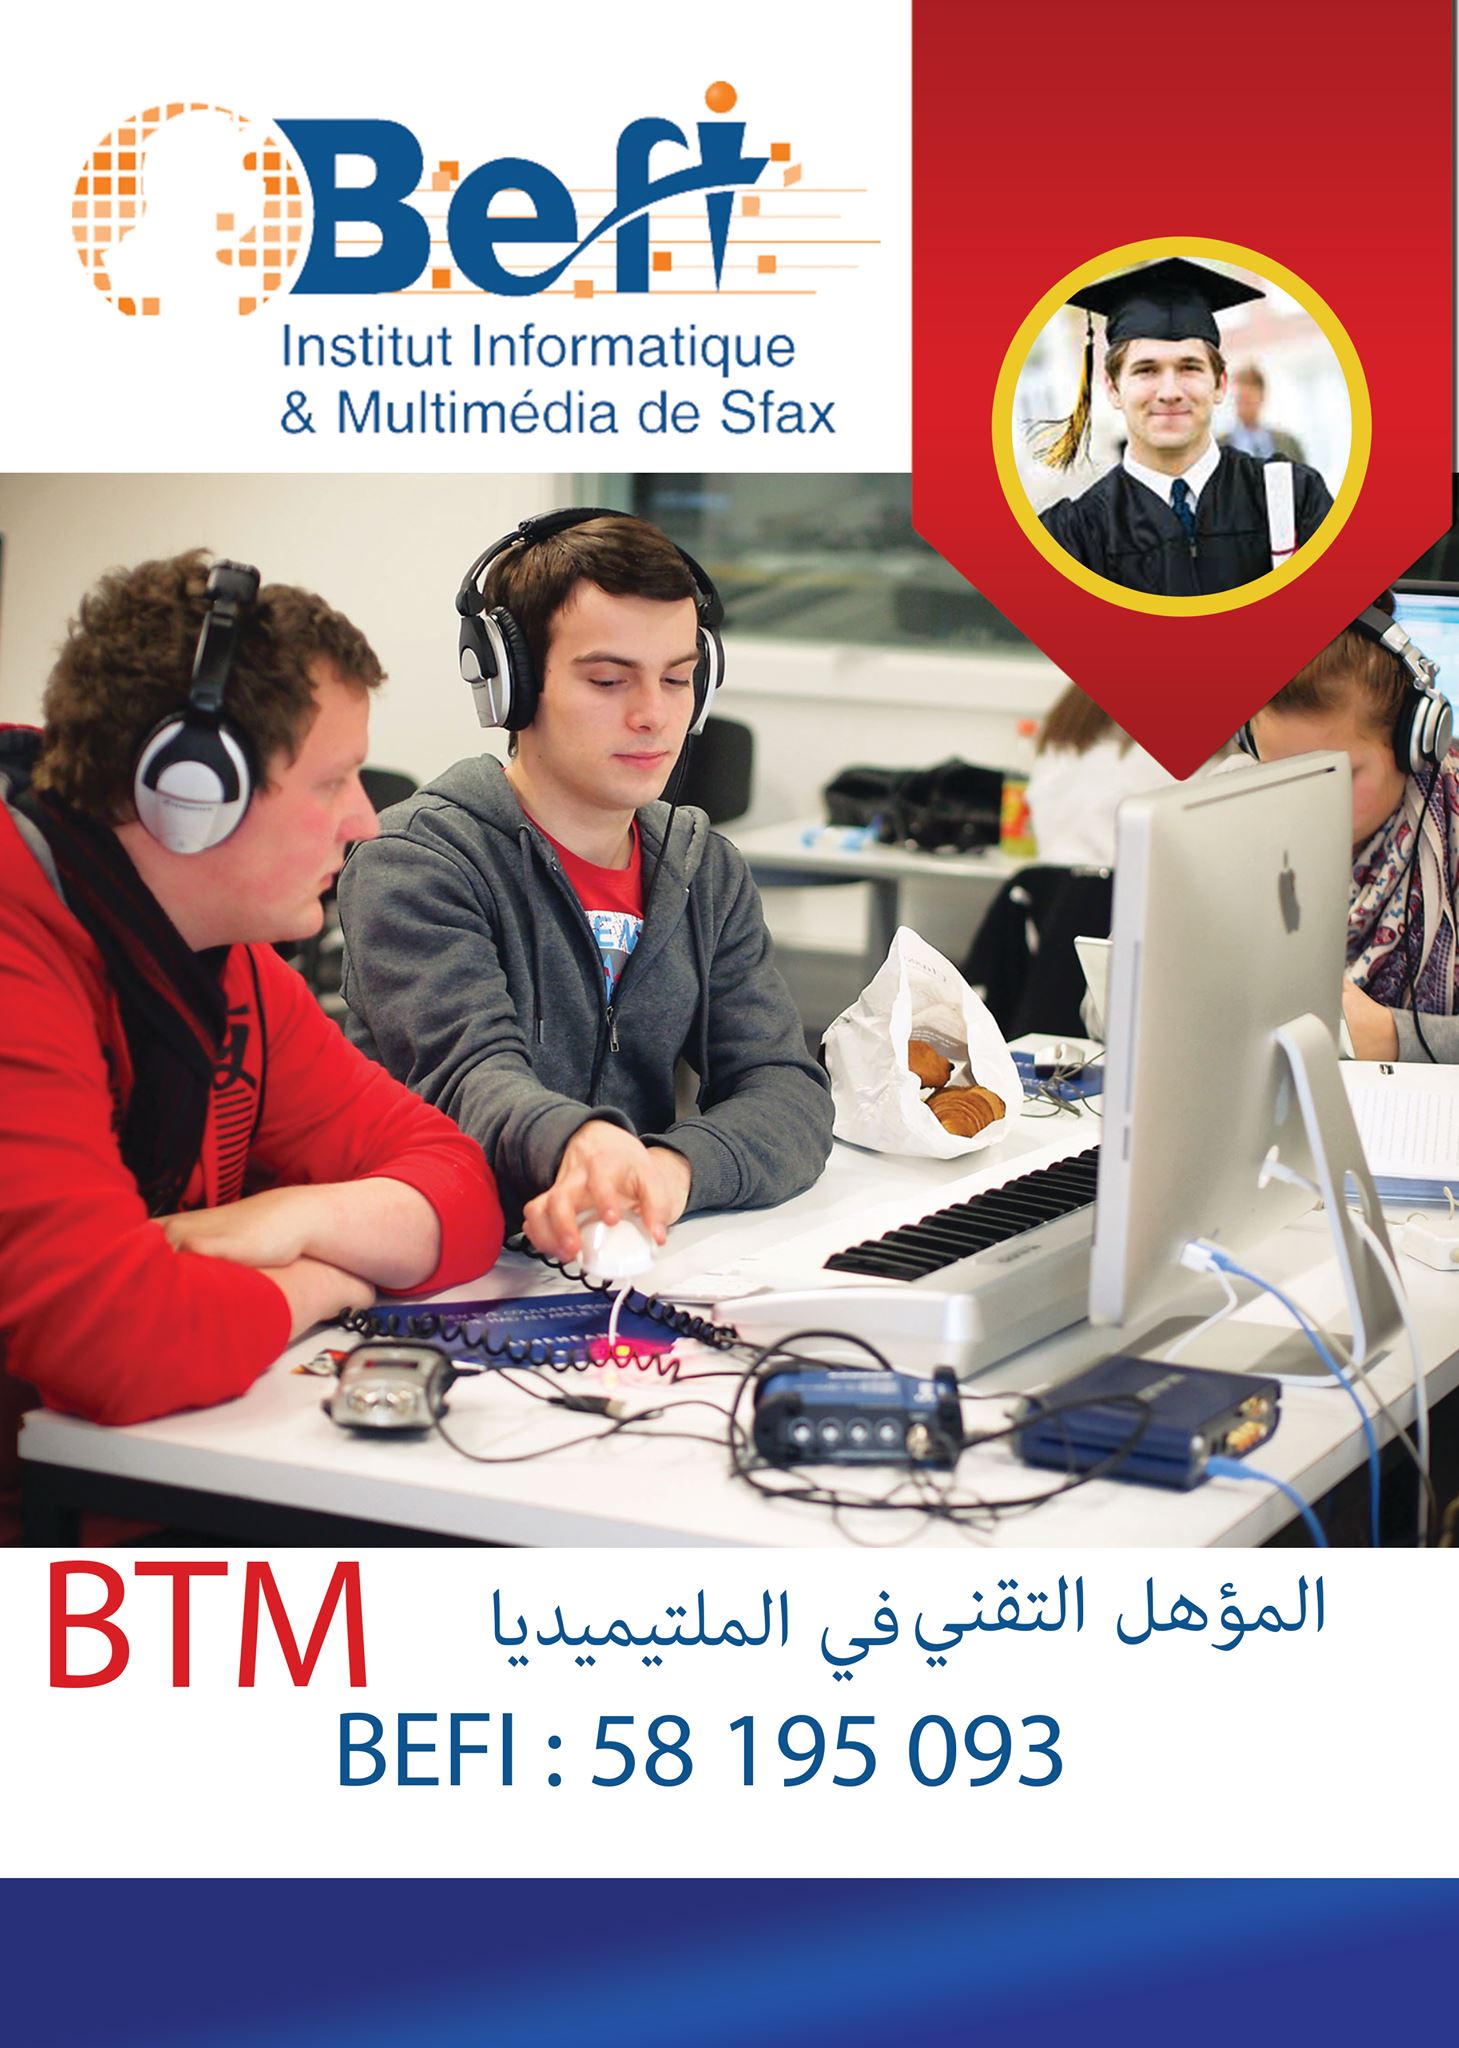 Befi
Institut Informatique
& Multimédia de Sfax
BTM
المؤهل التقني في الملتيميديا
BEFI : 58 195 093